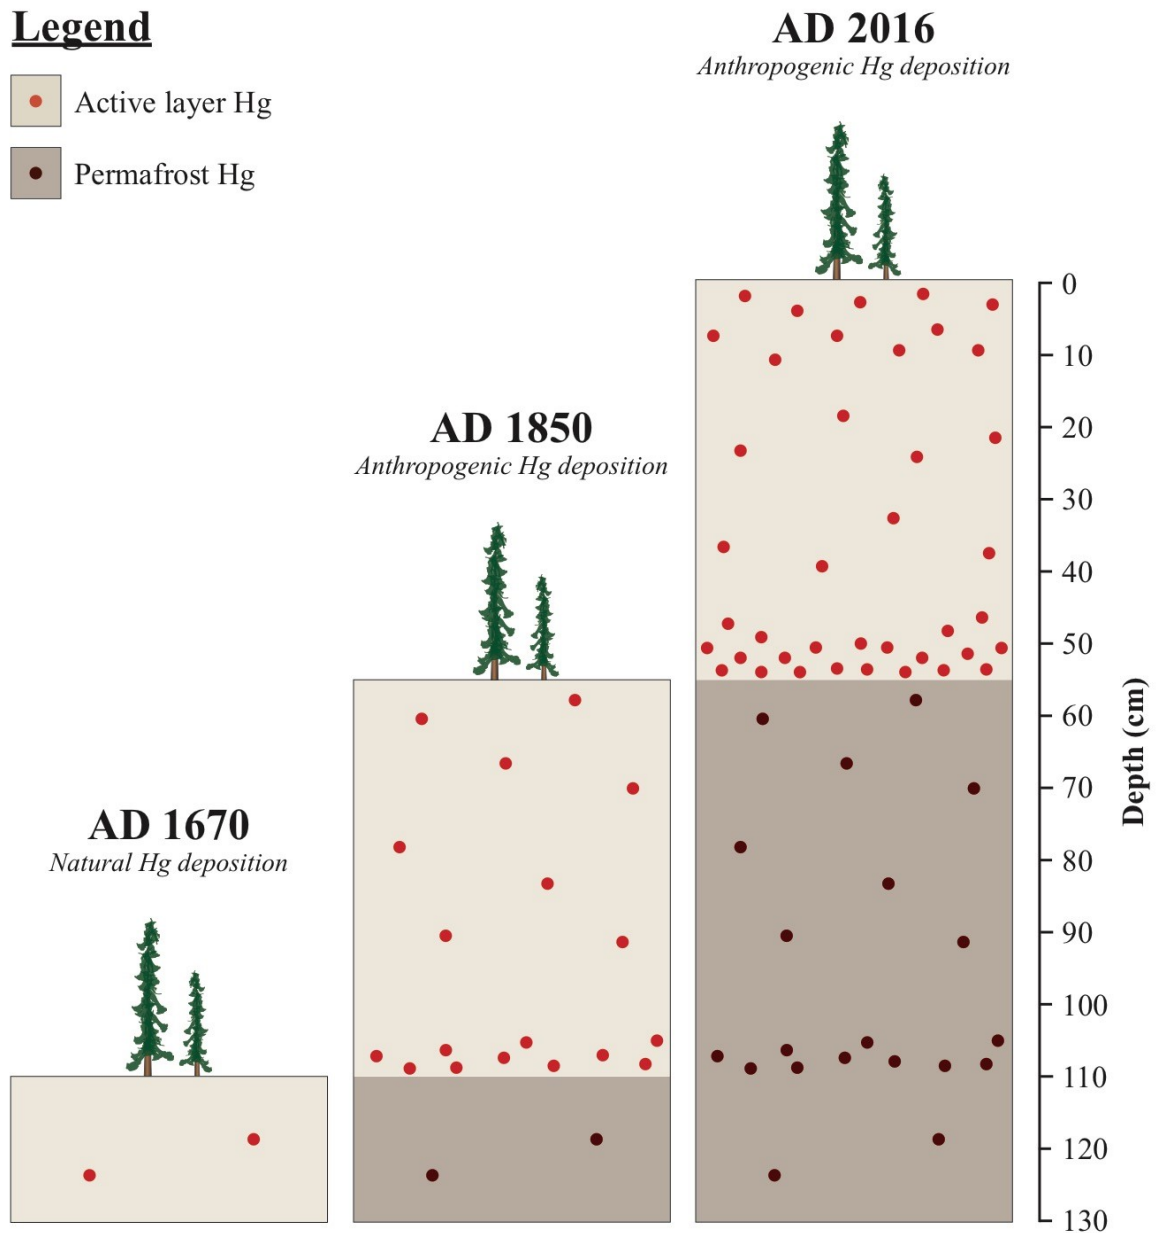 Legend
Active layer Hg
Permafrost Hg
AD 2016
Anthropogenic Hg deposition
AD 1850
Anthropogenic Hg deposition
AD 1670
Natural Hg deposition
0
10
20
30
40
50
60
70
80
90
100
110
120
130
Depth (cm)